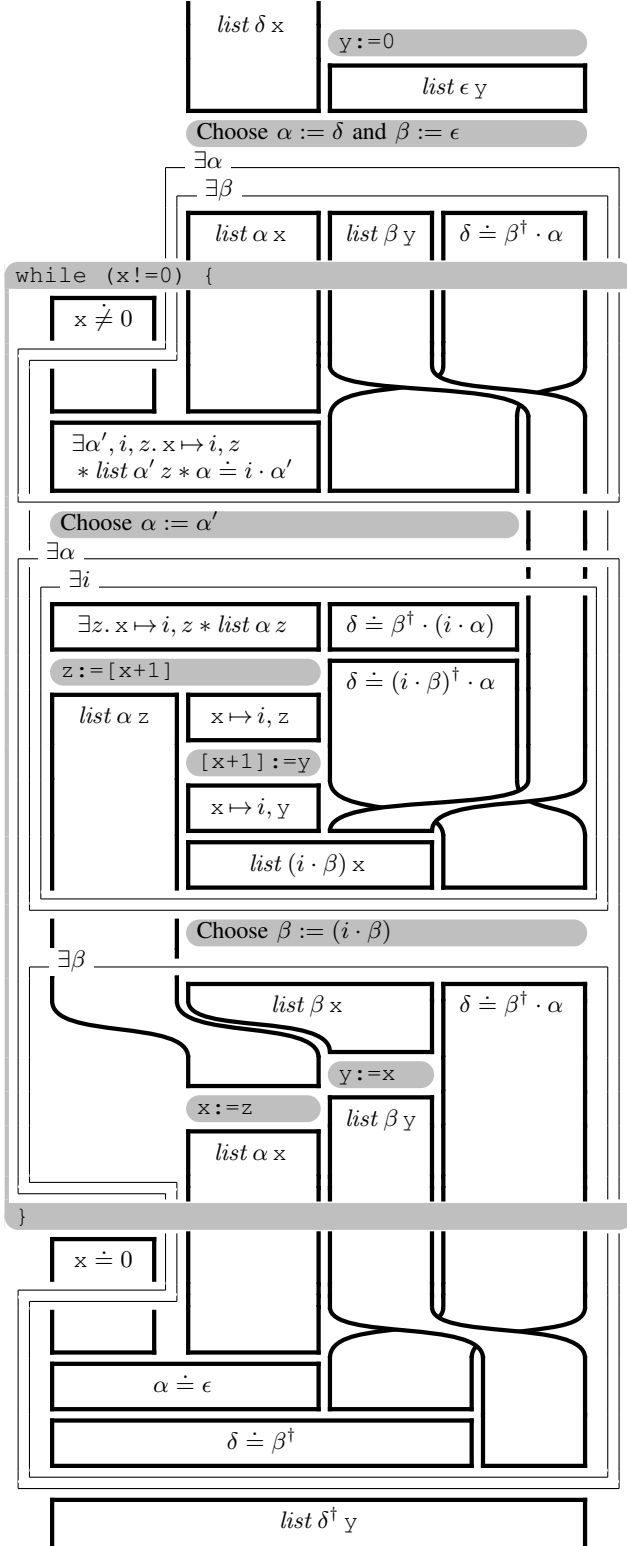 list δ x
y:=0
list ϵ y
Choose α := δ and β := ϵ
∃α
∃β
list α x list β y δ ≐ β† · α
while (x!=0) {
x ≠̇ 0
∃α′, i, z. x ↦ i, z
∗ list α′ z ∗ α ≐ i · α′
Choose α := α′
∃α
∃i
∃z. x ↦ i, z ∗ list α z δ ≐ β† · (i · α)
z:=[x+1] δ ≐ (i · β)† · α
list α z x ↦ i, z
[x+1]:=y
x ↦ i, y
list (i · β) x
Choose β := (i · β)
∃β
list β x δ ≐ β† · α
y:=x
x:=z list β y
list α x
}
x ≐ 0
α ≐ ϵ
δ ≐ β†
list δ† y